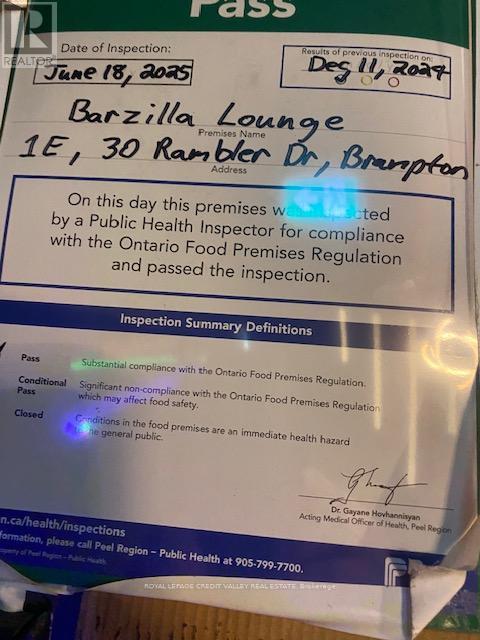 Pass
R
REALTOR
Date of Inspection:
June 18, 2025
Results of previous inspection on:
Dec 11, 2024
Barzilla Lounge
Premises Name
1E, 30 Rambler Dr, Brampton
Address
On this day this premises was inspected
by a Public Health Inspector for compliance
with the Ontario Food Premises Regulation
and passed the inspection.
Inspection Summary Definitions
Pass Substantial compliance with the Ontario Food Premises Regulation.
Conditional Pass Significant non-compliance with the Ontario Food Premises Regulation
which may affect food safety.
Closed Conditions in the food premises are an immediate health hazard
to the general public.
Dr. Gayane Hovhannisyan
Acting Medical Officer of Health, Peel Region
n.ca/health/inspections
formation, please call Peel Region – Public Health at 905-799-7700.
operty of Peel Region – Public Health
ROYAL LEPAGE CREDIT VALLEY REAL ESTATE, Brokerage